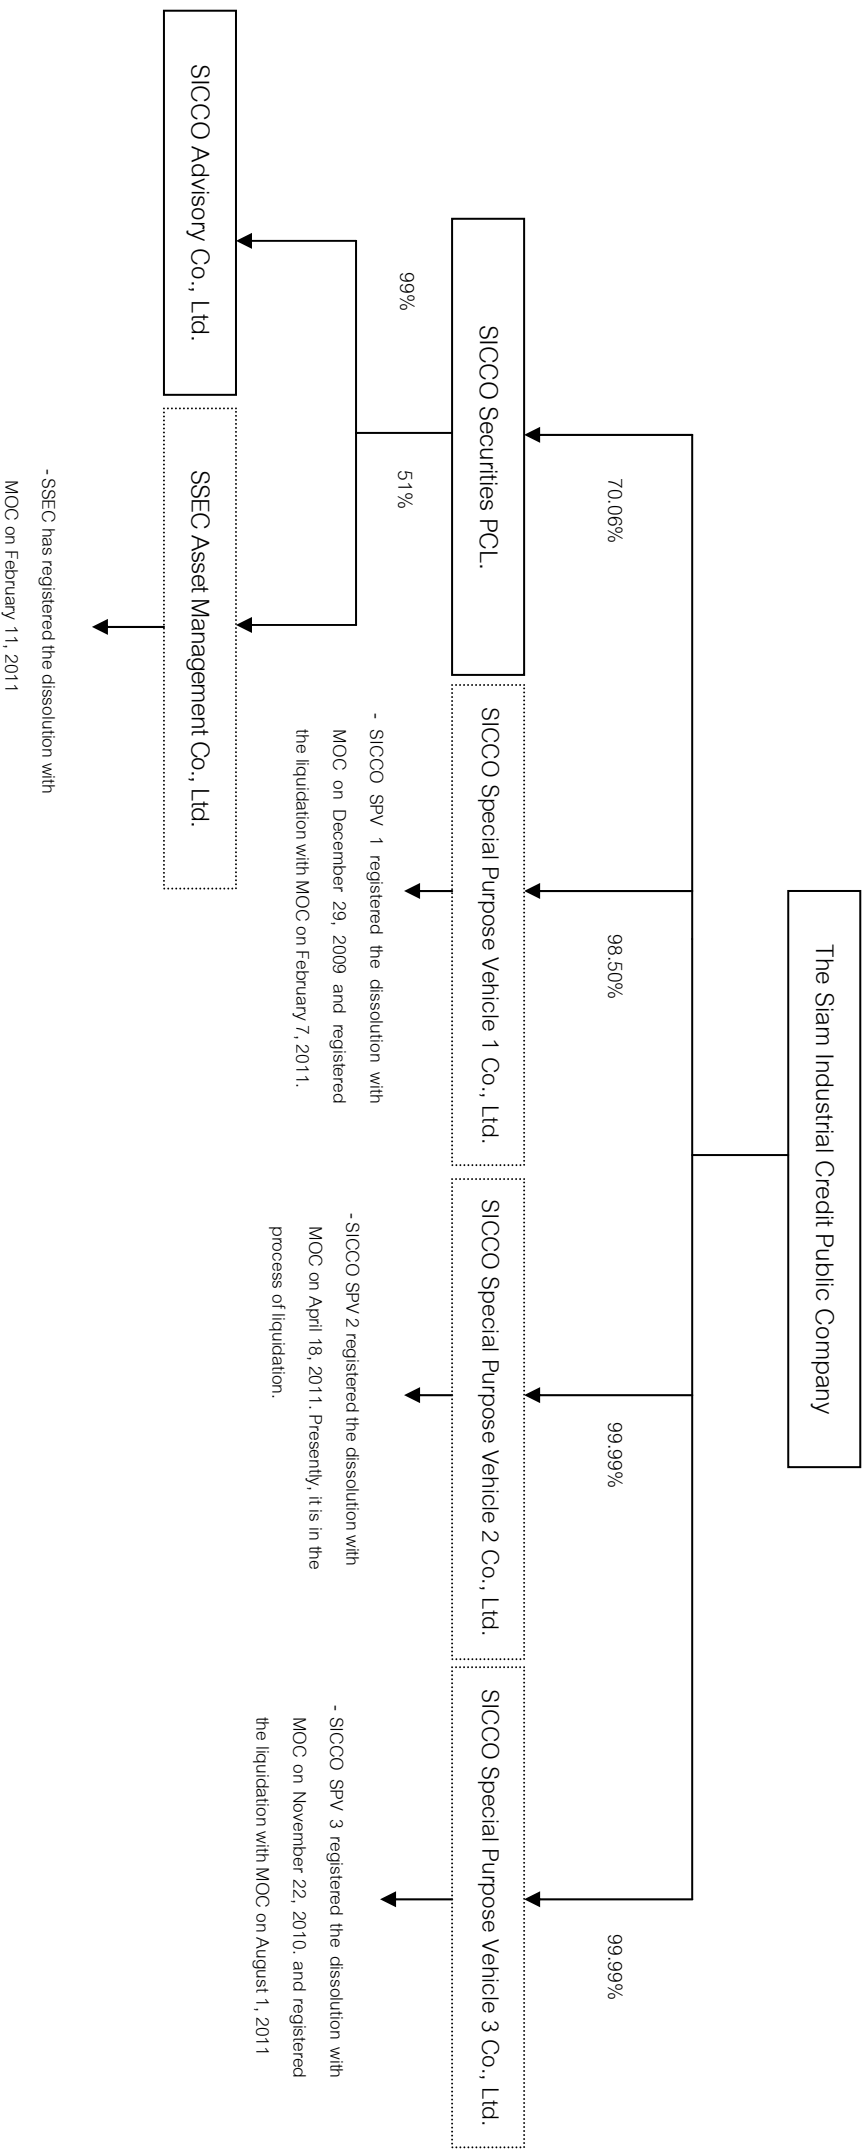 The Siam Industrial Credit Public Company
70.06%
98.50%
99.99%
99.99%
SICCO Securities PCL.
SICCO Special Purpose Vehicle 1 Co., Ltd.
SICCO Special Purpose Vehicle 2 Co., Ltd.
SICCO Special Purpose Vehicle 3 Co., Ltd.
99%
51%
- SICCO SPV 1 registered the dissolution with
MOC on December 29, 2009 and registered
the liquidation with MOC on February 7, 2011.
- SICCO SPV 2 registered the dissolution with
MOC on April 18, 2011. Presently, it is in the
process of liquidation.
- SICCO SPV 3 registered the dissolution with
MOC on November 22, 2010. and registered
the liquidation with MOC on August 1, 2011
SICCO Advisory Co., Ltd.
SSEC Asset Management Co., Ltd.
- SSEC has registered the dissolution with
MOC on February 11, 2011